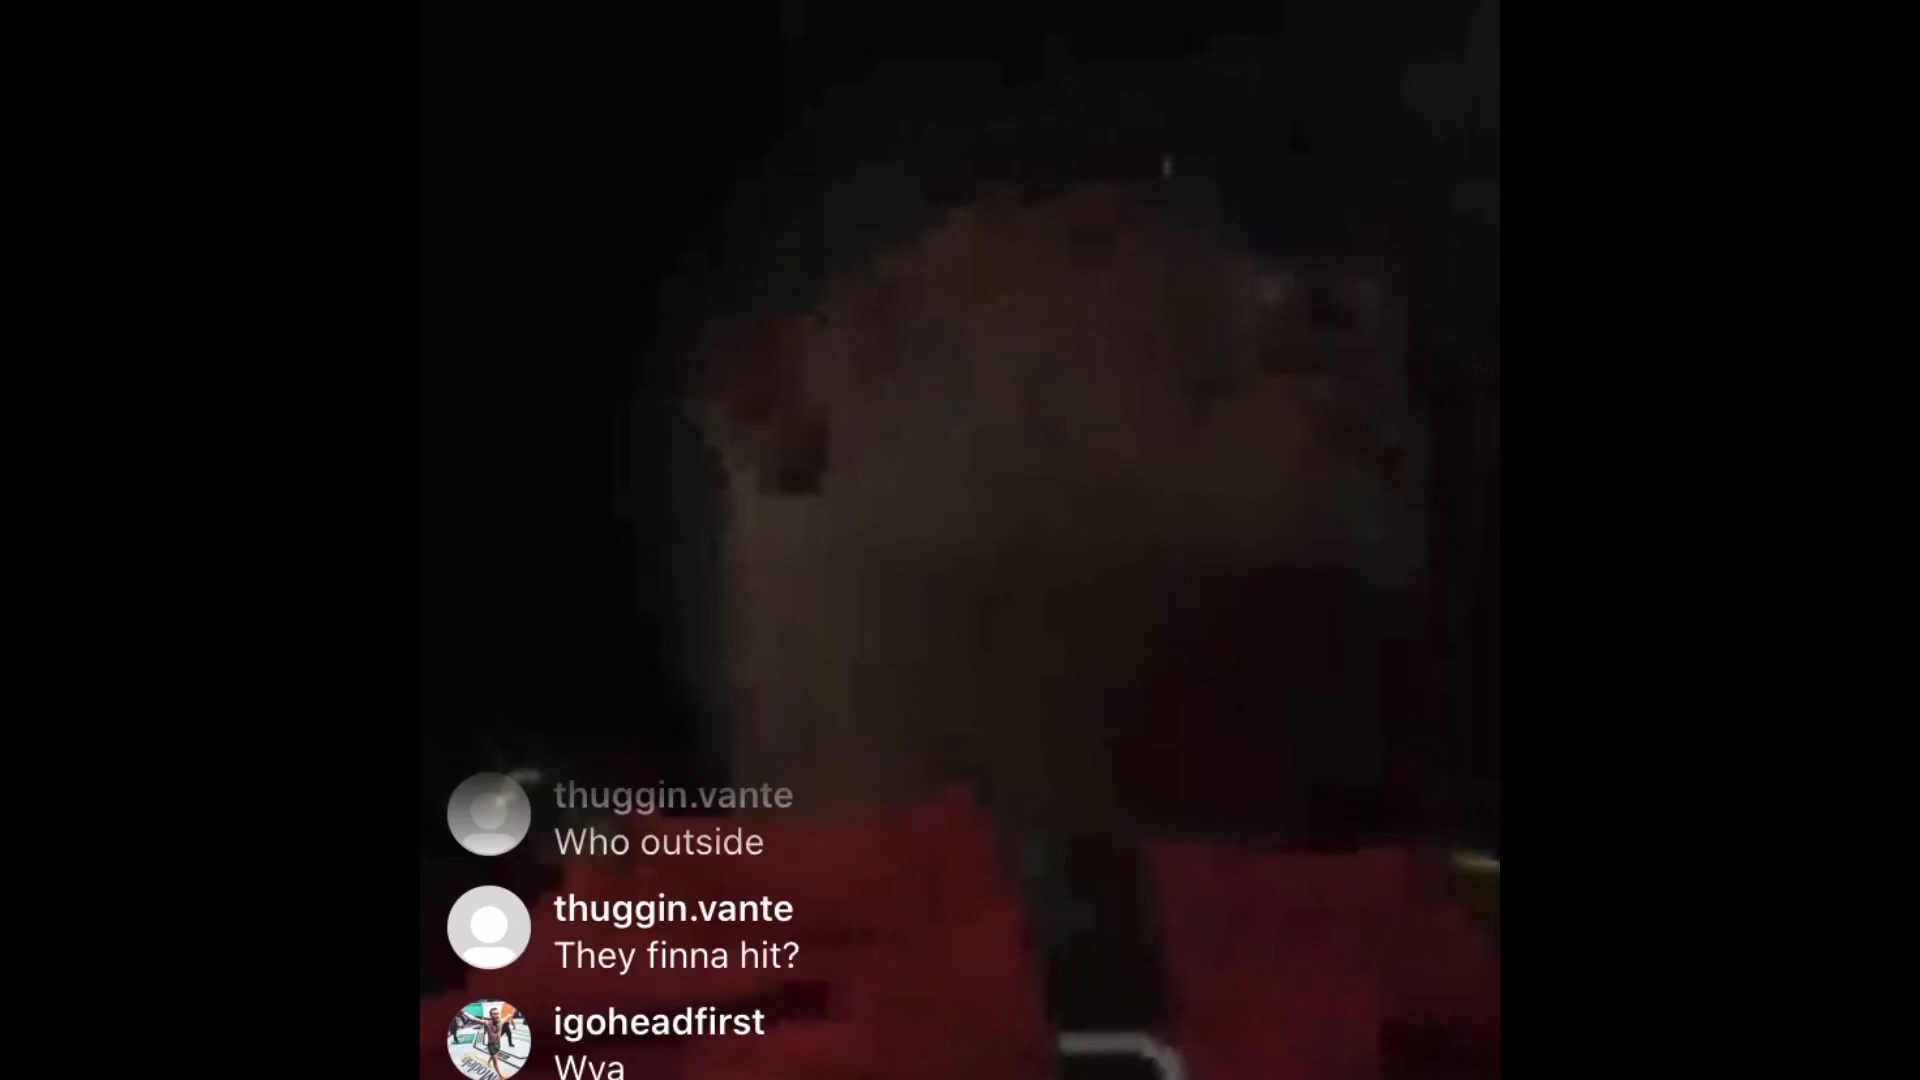 thuggin.vante
Who outside
thuggin.vante
They finna hit?
igoheadfirst
Wya